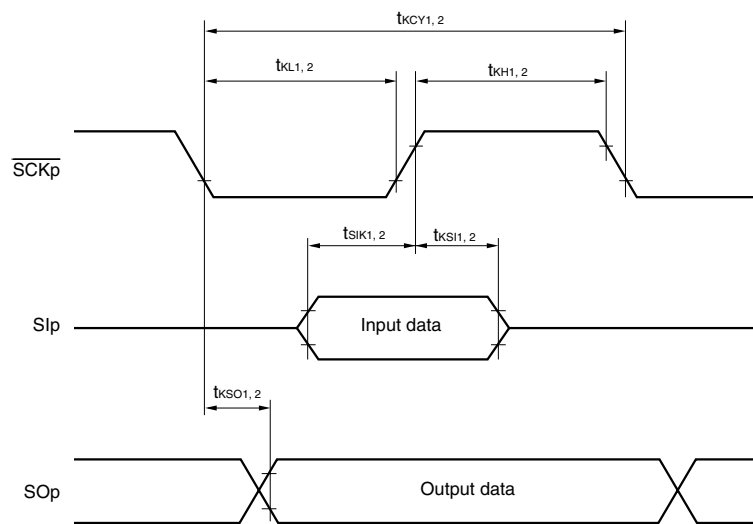 tKCY1, 2
tKL1, 2
tKH1, 2
SCKp
tSIK1, 2
tKSI1, 2
SIp
Input data
tKSO1, 2
SOp
Output data